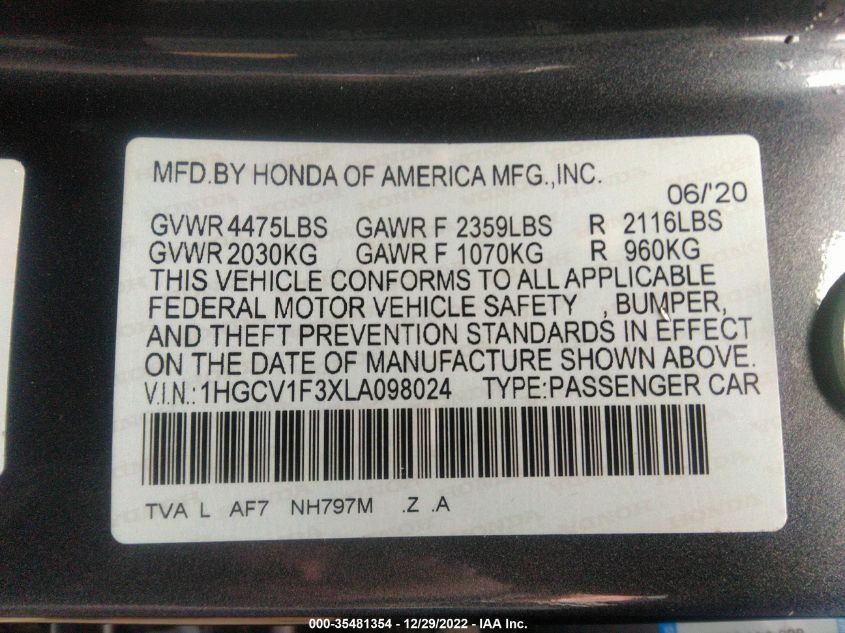 MFD.BY HONDA OF AMERICA MFG.,INC.
06/'20
GVWR 4475LBS GAWR F 2359LBS R 2116LBS
GVWR 2030KG GAWR F 1070KG R 960KG
THIS VEHICLE CONFORMS TO ALL APPLICABLE
FEDERAL MOTOR VEHICLE SAFETY , BUMPER,
AND THEFT PREVENTION STANDARDS IN EFFECT
ON THE DATE OF MANUFACTURE SHOWN ABOVE.
V.I.N.:1HGCV1F3XLA098024 TYPE:PASSENGER CAR
TVA L AF7 NH797M .Z .A
000-35481354 - 12/29/2022 - IAA Inc.